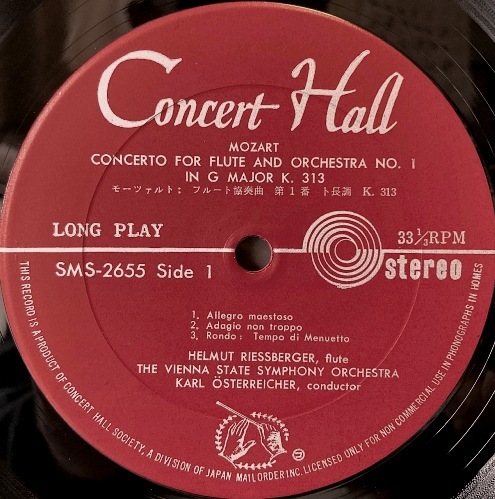 Concert Hall
MOZART
CONCERTO FOR FLUTE AND ORCHESTRA NO. 1
IN G MAJOR K. 313
モーツァルト: フルート協奏曲 第1番 ト長調 K. 313
LONG PLAY
33⅓RPM
SMS-2655 Side 1
stereo
1. Allegro maestoso
2. Adagio non troppo
3. Rondo: Tempo di Menuetto
HELMUT RIESSBERGER, flute
THE VIENNA STATE SYMPHONY ORCHESTRA
KARL ÖSTERREICHER, conductor
THIS RECORD IS A PRODUCT OF CONCERT HALL SOCIETY, A DIVISION OF JAPAN MAIL ORDER INC. LICENSED ONLY FOR NON COMMERCIAL USE IN PHONOGRAPHS IN HOMES